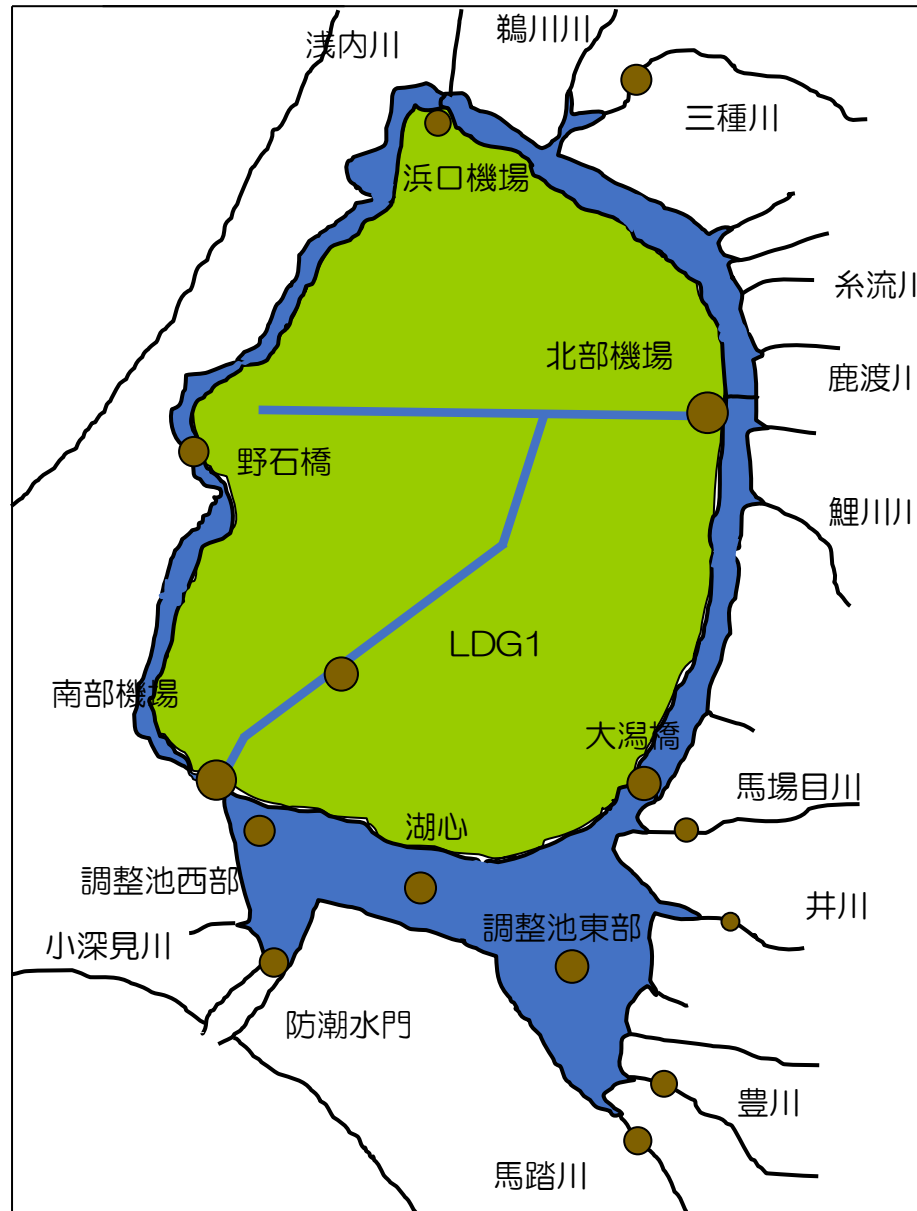 浅内川
鵜川川
三種川
浜口機場
糸流川
北部機場
鹿渡川
野石橋
鯉川川
LDG1
南部機場
大潟橋
馬場目川
湖心
調整池西部
井川
調整池東部
小深見川
防潮水門
豊川
馬踏川